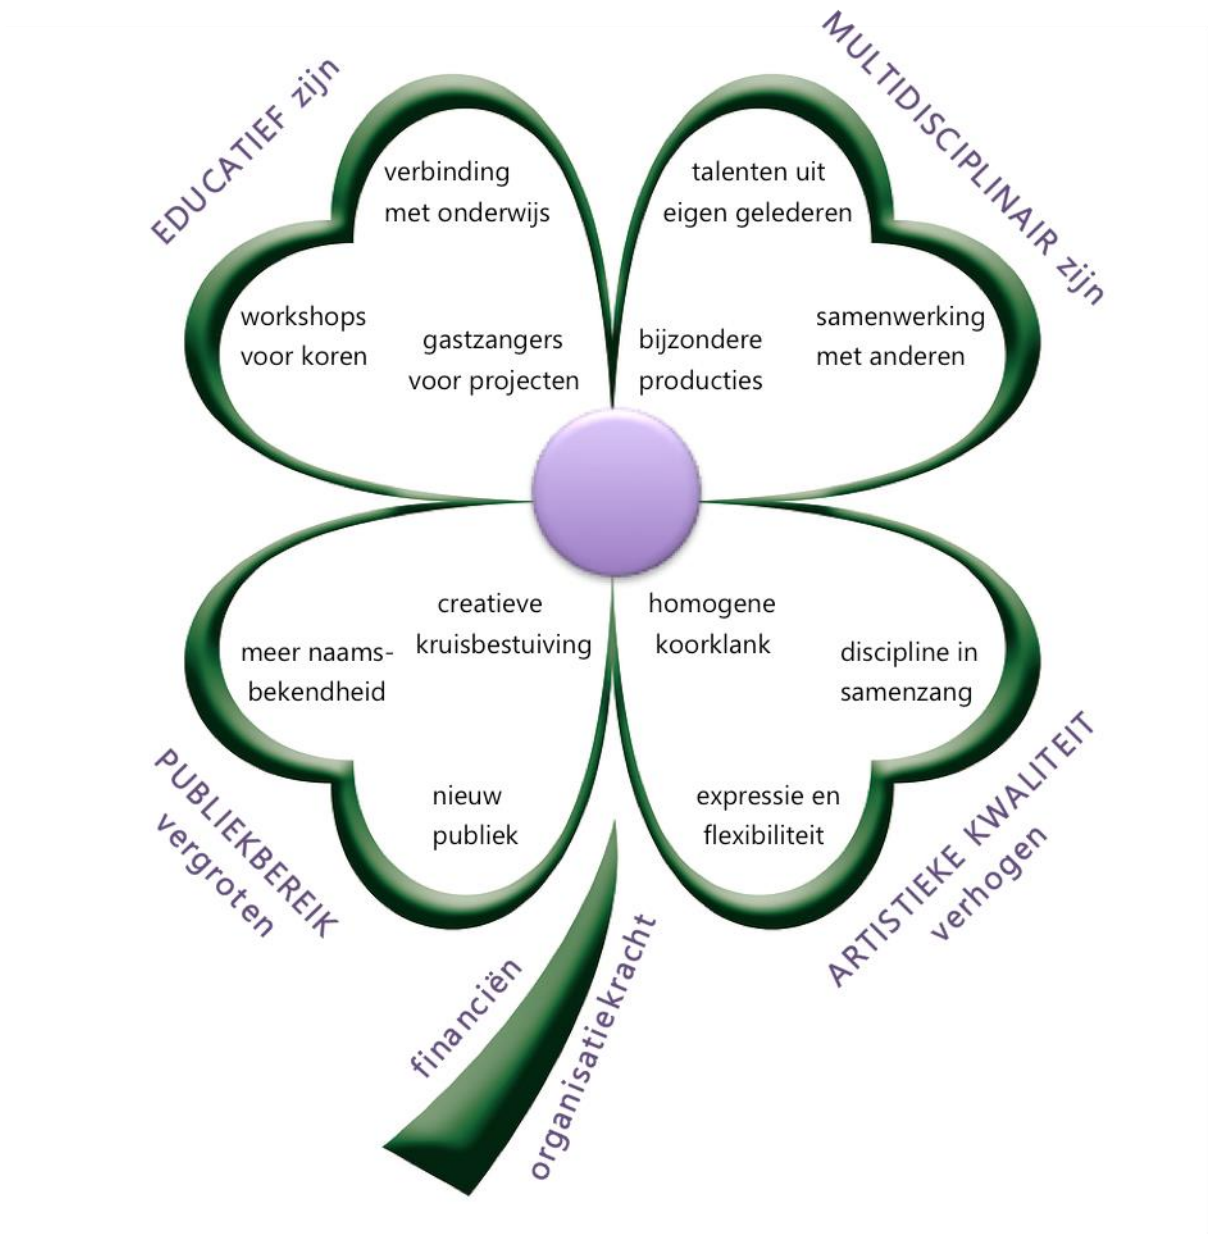 EDUCATIEF zijn
verbinding
met onderwijs
workshops
voor koren
gastzangers
voor projecten
MULTIDISCIPLINAIR zijn
talenten uit
eigen gelederen
bijzondere
producties
samenwerking
met anderen
creatieve
kruisbestuiving
meer naams-
bekendheid
nieuw
publiek
PUBLIEKBEREIK
vergroten
homogene
koorklank
discipline in
samenzang
expressie en
flexibiliteit
ARTISTIEKE KWALITEIT
verhogen
financiën
organisatiekracht